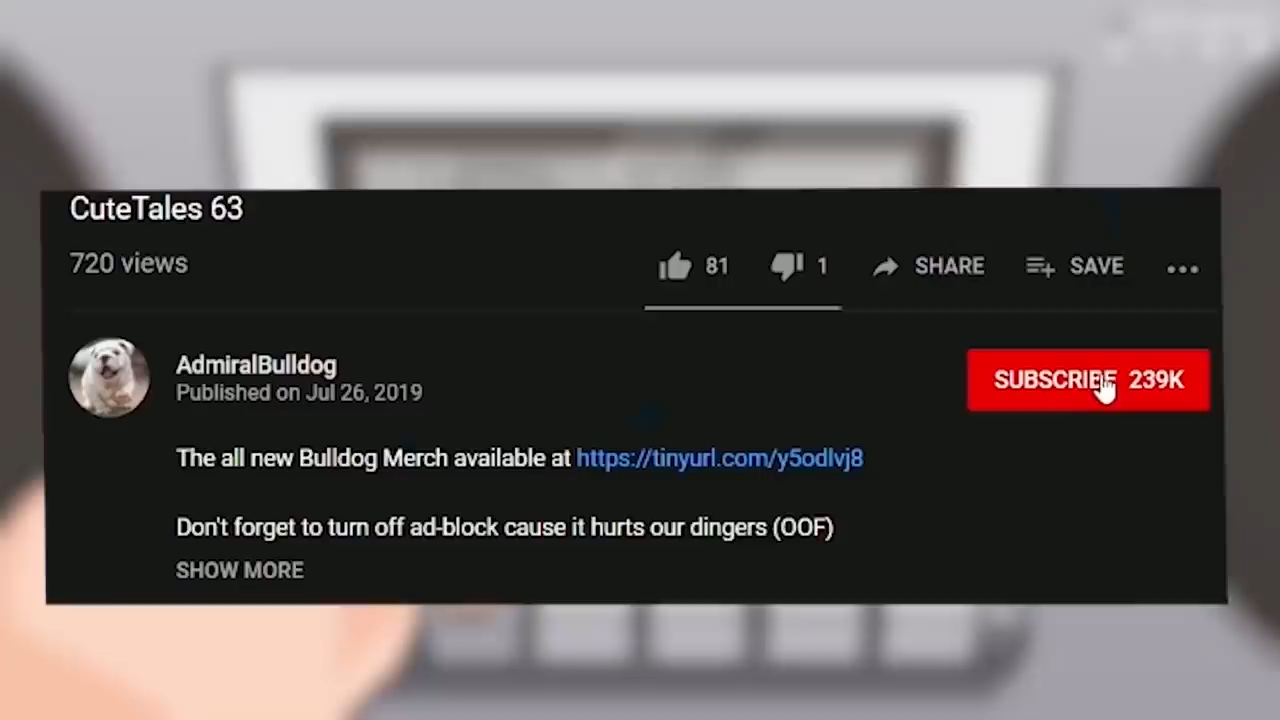 CuteTales 63
720 views
81 1 SHARE SAVE
AdmiralBulldog
Published on Jul 26, 2019
SUBSCRIBE 239K
The all new Bulldog Merch available at https://tinyurl.com/y5odlvj8
Don't forget to turn off ad-block cause it hurts our dingers (OOF)
SHOW MORE